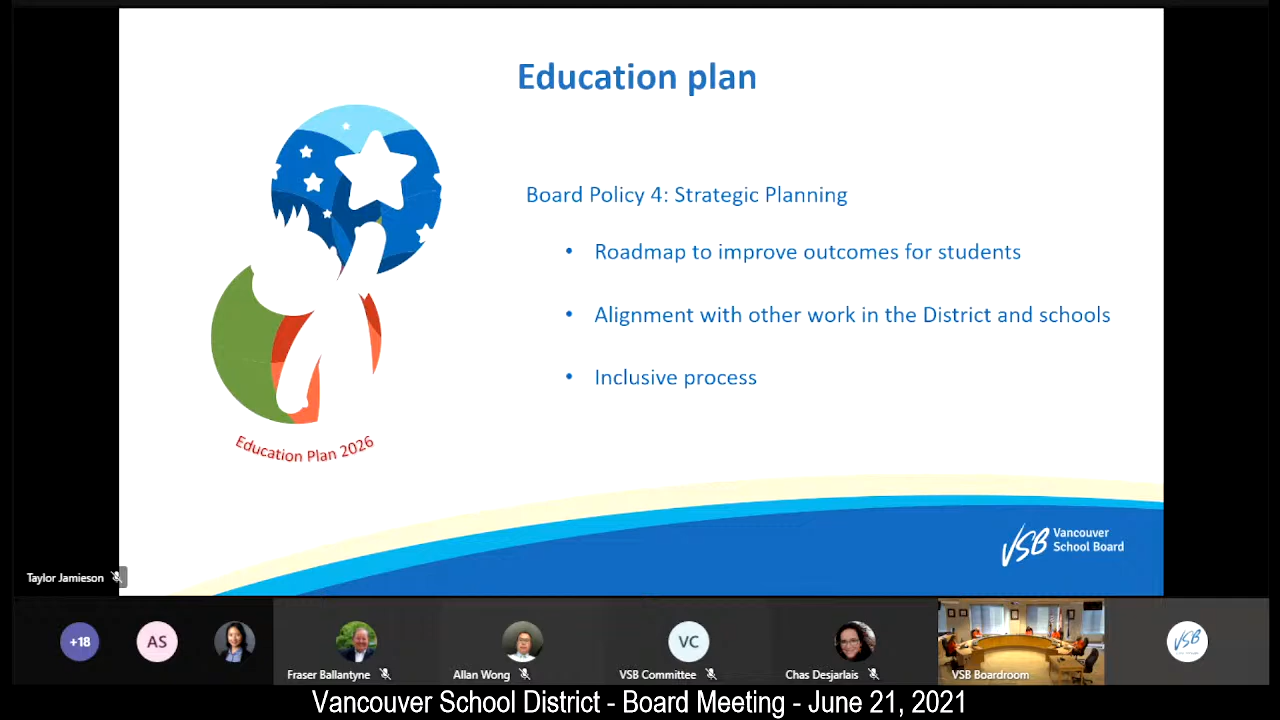 Education plan
Board Policy 4: Strategic Planning
• Roadmap to improve outcomes for students
• Alignment with other work in the District and schools
• Inclusive process
Education Plan 2026
VSB Vancouver
School Board
Taylor Jamieson
+18
AS
Fraser Ballantyne
Allan Wong
VC
VSB Committee
Chas Desjarlais
VSB Boardroom
VSB
Vancouver School District - Board Meeting - June 21, 2021